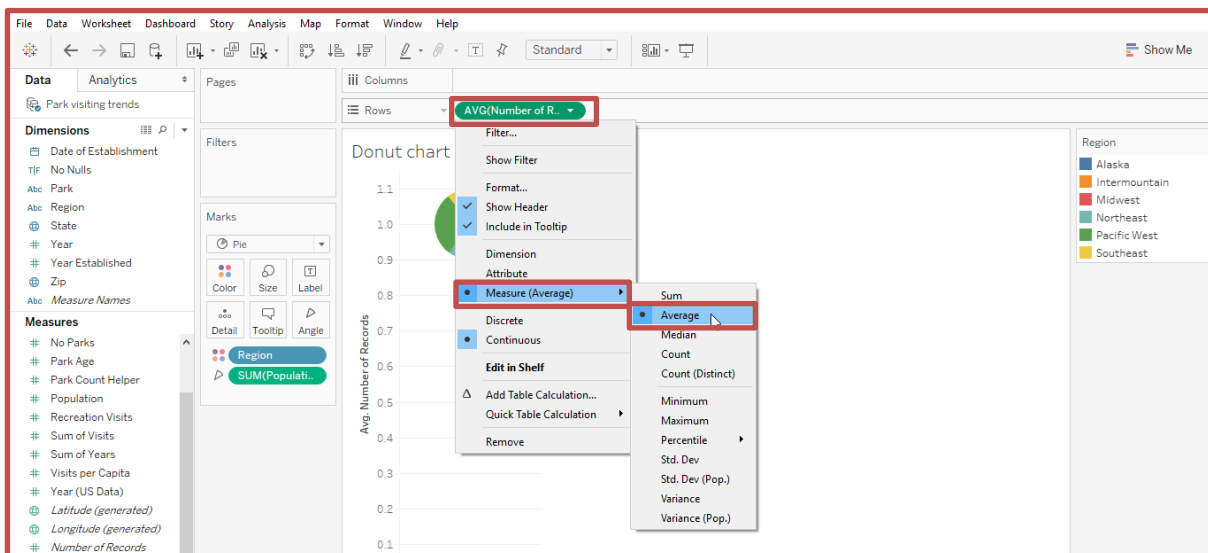 File Data Worksheet Dashboard Story Analysis Map Format Window Help
Standard
Show Me
Data Analytics
Park visiting trends
Dimensions
Date of Establishment
T|F No Nulls
Abc Park
Abc Region
State
# Year
# Year Established
Zip
Abc Measure Names
Measures
# No Parks
# Park Age
# Park Count Helper
# Population
# Recreation Visits
# Sum of Visits
# Sum of Years
# Visits per Capita
# Year (US Data)
Latitude (generated)
Longitude (generated)
# Number of Records
Pages
Filters
Marks
Pie
Color Size Label
T
Detail Tooltip Angle
Region
SUM(Populati..
iii Columns
Rows
AVG(Number of R..
Donut chart
Avg. Number of Records
1.1
1.0
0.9
0.8
0.7
0.6
0.5
0.4
0.3
0.2
0.1
Filter...
Show Filter
Format...
Show Header
Include in Tooltip
Dimension
Attribute
Measure (Average)
Discrete
Continuous
Edit in Shelf
Add Table Calculation...
Quick Table Calculation
Remove
Sum
Average
Median
Count
Count (Distinct)
Minimum
Maximum
Percentile
Std. Dev
Std. Dev (Pop.)
Variance
Variance (Pop.)
Region
Alaska
Intermountain
Midwest
Northeast
Pacific West
Southeast